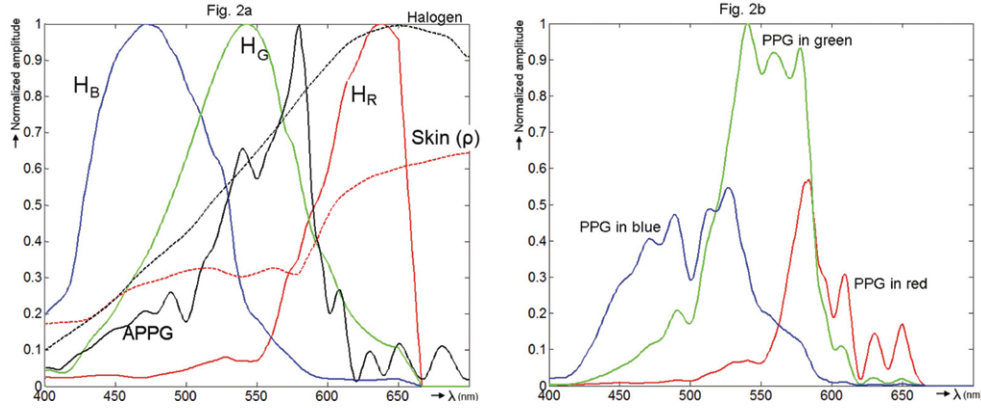 Fig. 2a
Normalized amplitude
1
0.9
0.8
0.7
0.6
0.5
0.4
0.3
0.2
0.1
0
400 450 500 550 600 650
λ (nm)
H_B
H_G
H_R
Halogen
Skin (ρ)
APPG
Fig. 2b
Normalized amplitude
1
0.9
0.8
0.7
0.6
0.5
0.4
0.3
0.2
0.1
0
400 450 500 550 600 650
λ (nm)
PPG in green
PPG in blue
PPG in red